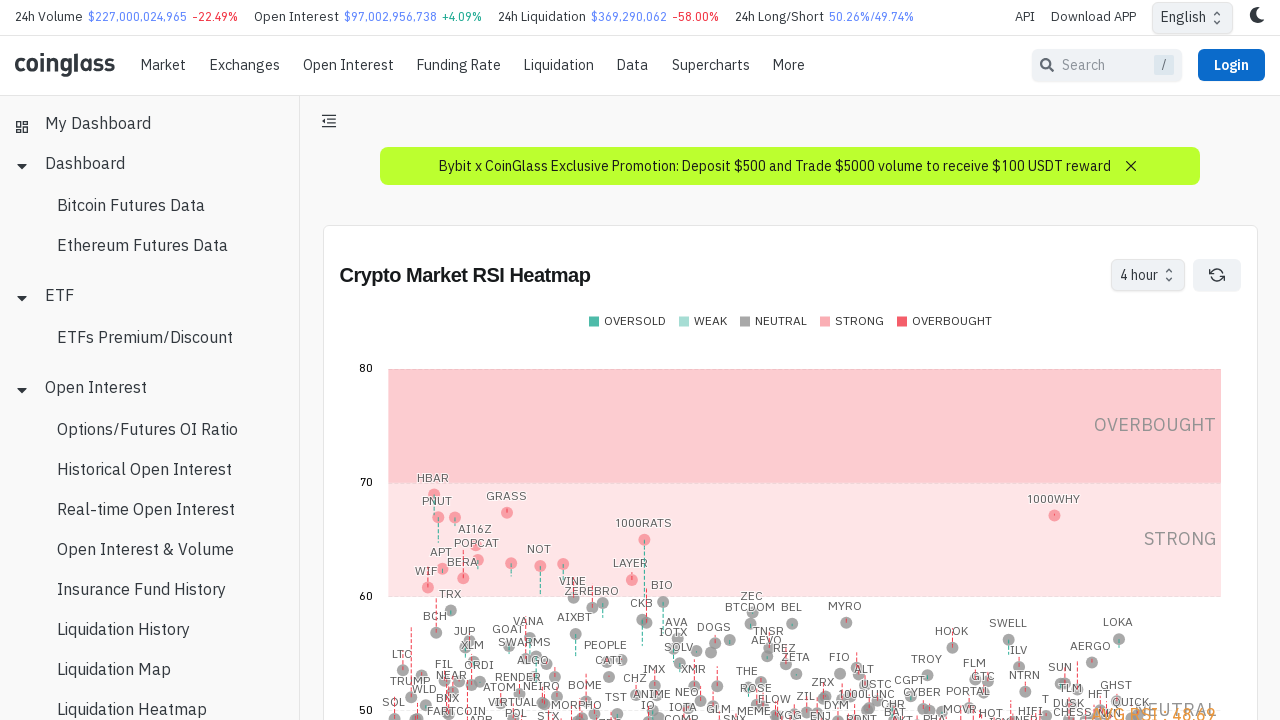 24h Volume $227,000,024,965 -22.49% Open Interest $97,002,956,738 +4.09% 24h Liquidation $369,290,062 -58.00% 24h Long/Short 50.26%/49.74% API Download APP English
coinglass Market Exchanges Open Interest Funding Rate Liquidation Data Supercharts More Search / Login
My Dashboard
Dashboard
Bitcoin Futures Data
Ethereum Futures Data
ETF
ETFs Premium/Discount
Open Interest
Options/Futures OI Ratio
Historical Open Interest
Real-time Open Interest
Open Interest & Volume
Insurance Fund History
Liquidation History
Liquidation Map
Liquidation Heatmap
Bybit x CoinGlass Exclusive Promotion: Deposit $500 and Trade $5000 volume to receive $100 USDT reward
Crypto Market RSI Heatmap 4 hour
OVERSOLD WEAK NEUTRAL STRONG OVERBOUGHT
80
OVERBOUGHT
70
HBAR
PNUT GRASS 1000WHY
1000RATS
AI16Z
STRONG
POPCAT
APT NOT
BERA LAYER
WIF
VINE BIO
ZEREBRO
60
TRX ZEC
CKB BTCDOM BEL MYRO
BCH AIXBT
VANA AVA SWELL LOKA
GOAT DOGS
JUP IOTX TNSR HOOK
SWARMS AEVO
XLM PEOPLE SOLV REZ AERGO
LTC ILV
ALGO CATI ZETA FIO TROY
FIL ORDI FLM
NEAR RENDER IMX XMR THE ALT SUN
TRUMP CHZ GTC NTRN
ATOM NEIRO BOME ZRX USTC CGPT
WLD ANIME NEO ROSE CYBER PORTAL TLM GHST
BNX TST 1000LUNC HFT
SOL VIRTUAL MORPHO IO FLOW ZIL T QUICK
FARTCOIN IOTA GLM DYM CHR DUSK
50 MEME BAT MOVR HOT HIFI CHESS NKN
PDL STX YGG ENJ NEUTRAL